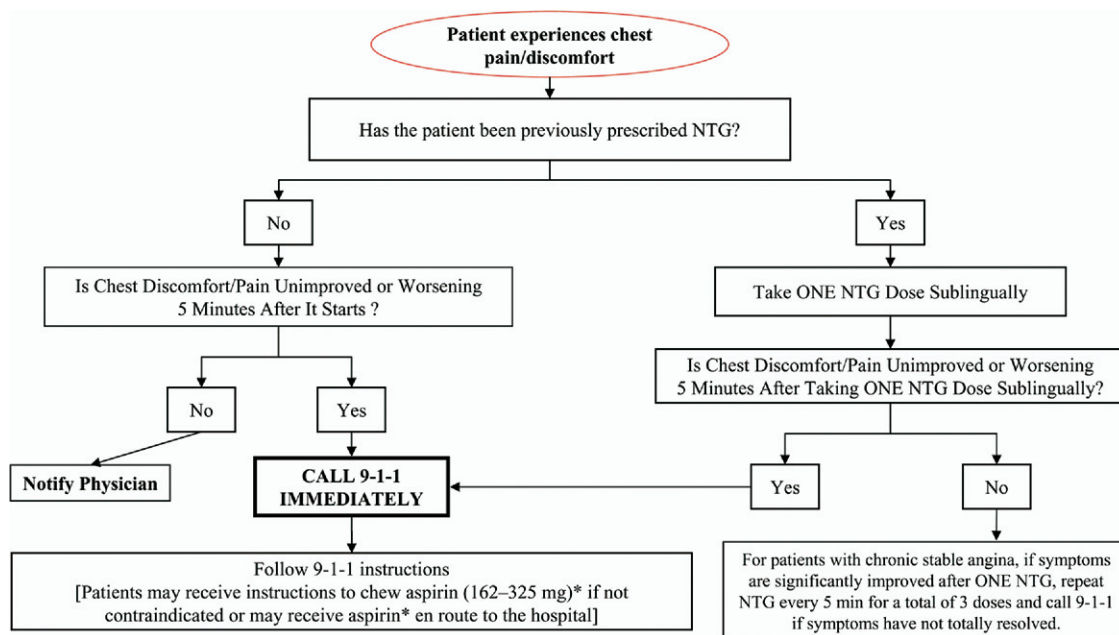 Patient experiences chest
pain/discomfort
Has the patient been previously prescribed NTG?
No
Yes
Is Chest Discomfort/Pain Unimproved or Worsening
5 Minutes After It Starts ?
Take ONE NTG Dose Sublingually
Is Chest Discomfort/Pain Unimproved or Worsening
5 Minutes After Taking ONE NTG Dose Sublingually?
No
Yes
Notify Physician
CALL 9-1-1
IMMEDIATELY
Yes
No
Follow 9-1-1 instructions
[Patients may receive instructions to chew aspirin (162–325 mg)* if not
contraindicated or may receive aspirin* en route to the hospital]
For patients with chronic stable angina, if symptoms
are significantly improved after ONE NTG, repeat
NTG every 5 min for a total of 3 doses and call 9-1-1
if symptoms have not totally resolved.